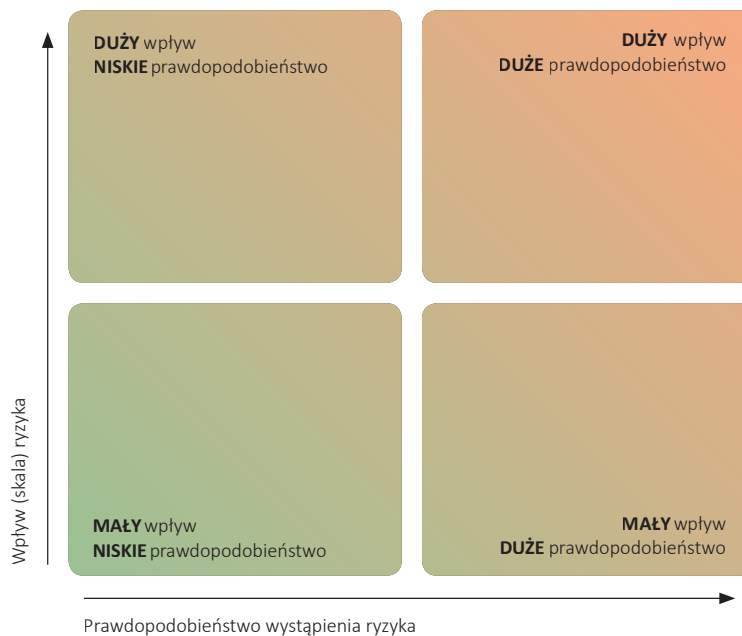 DUŻY wpływ
NISKIE prawdopodobieństwo
DUŻY wpływ
DUŻE prawdopodobieństwo
Wpływ (skala) ryzyka
MAŁY wpływ
NISKIE prawdopodobieństwo
MAŁY wpływ
DUŻE prawdopodobieństwo
Prawdopodobieństwo wystąpienia ryzyka